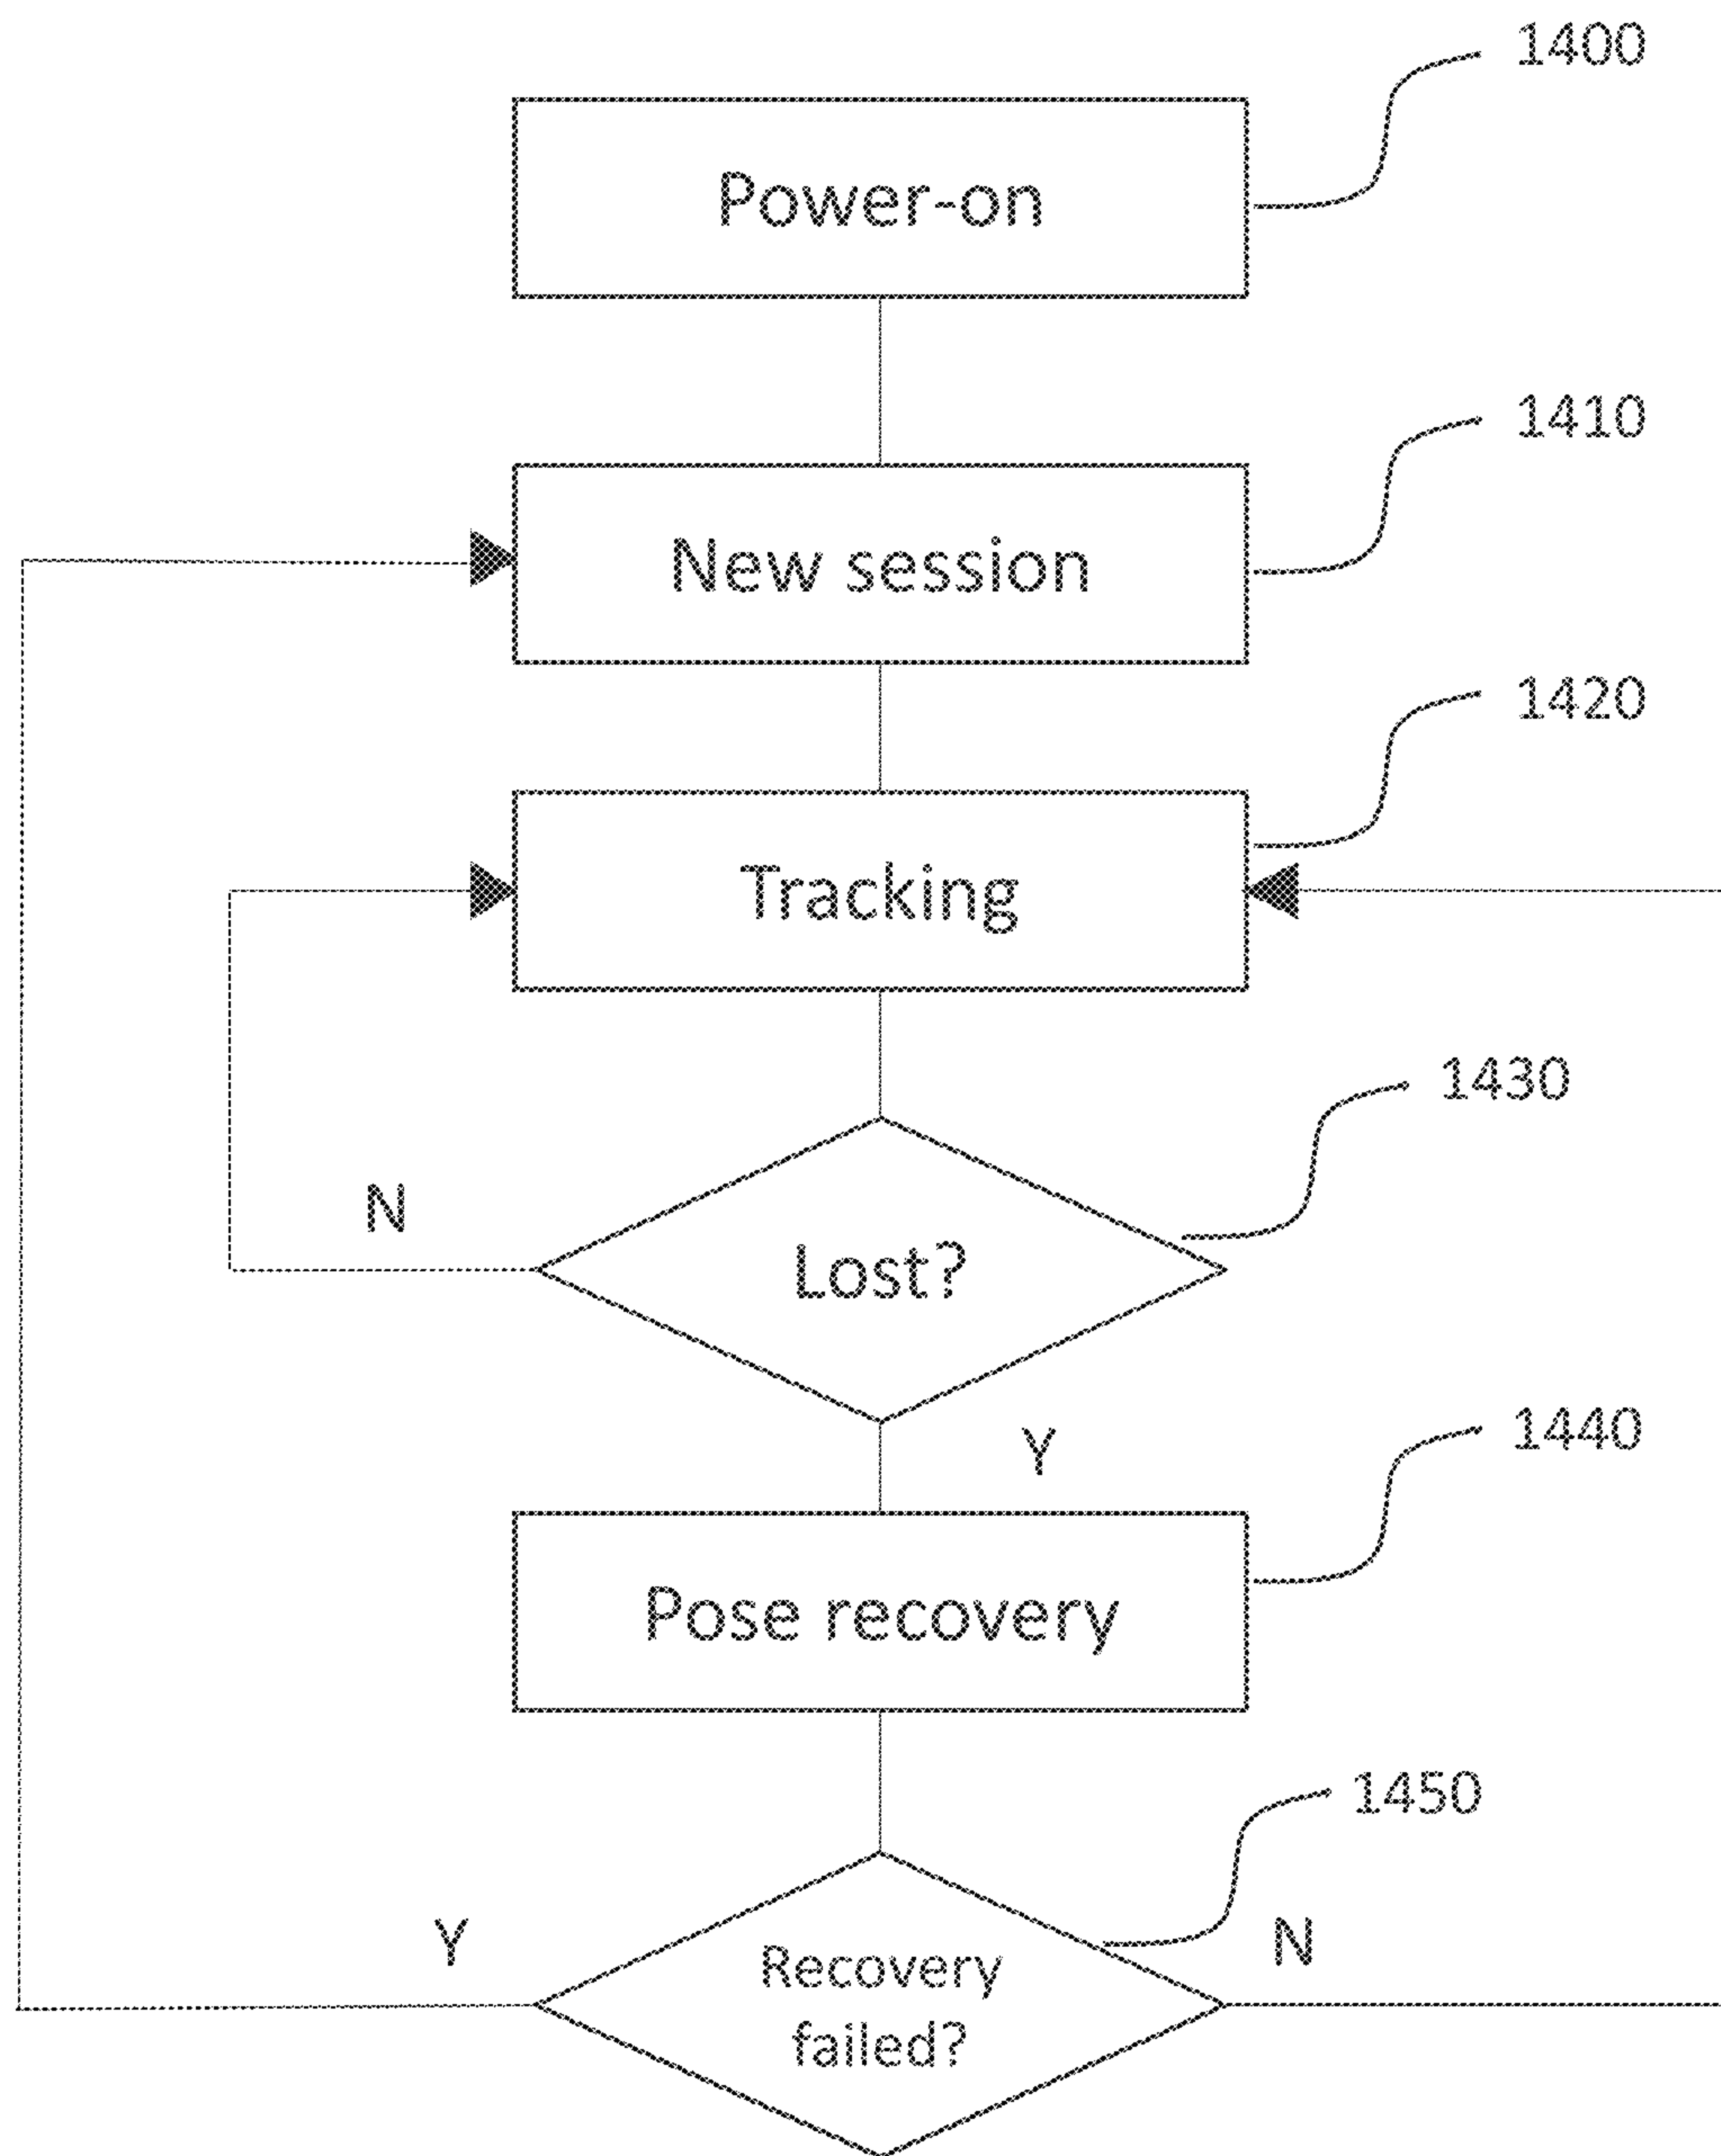 1400
Power-on
1410
New session
1420
Tracking
1430
N
Lost?
Y
1440
Pose recovery
1450
Y
N
Recovery
failed?